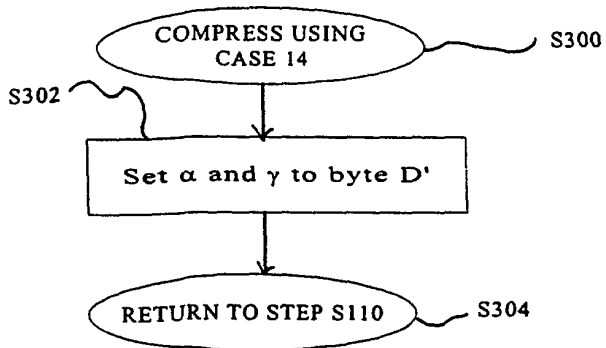 COMPRESS USING
CASE 14
S300
S302
Set α and γ to byte D'
RETURN TO STEP S110
S304